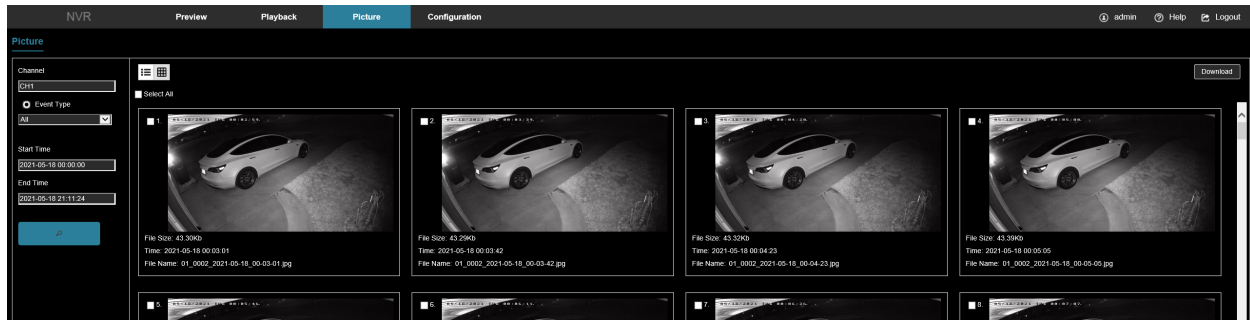 NVR Preview Playback Picture Configuration admin Help Logout
Picture
Channel
CH1
Event Type
All
Start Time
2021-05-18 00:00:00
End Time
2021-05-18 21:11:24
Download
Select All
1.
File Size: 43.30Kb
Time: 2021-05-18 00:03:01
File Name: 01_0002_2021-05-18_00-03-01.jpg
2.
File Size: 43.29Kb
Time: 2021-05-18 00:03:42
File Name: 01_0002_2021-05-18_00-03-42.jpg
3.
File Size: 43.32Kb
Time: 2021-05-18 00:04:23
File Name: 01_0002_2021-05-18_00-04-23.jpg
4.
File Size: 43.39Kb
Time: 2021-05-18 00:05:05
File Name: 01_0002_2021-05-18_00-05-05.jpg
5.
6.
7.
8.